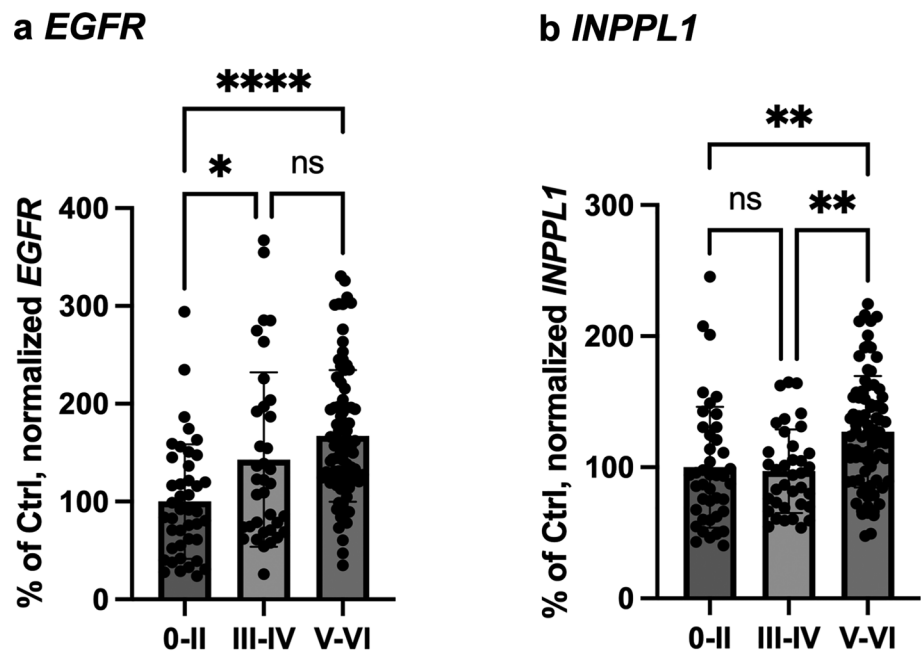 a EGFR
****
*
ns
% of Ctrl, normalized EGFR
400
300
200
100
0
0-II
III-IV
V-VI
b INPPL1
**
ns
**
% of Ctrl, normalized INPPL1
300
200
100
0
0-II
III-IV
V-VI